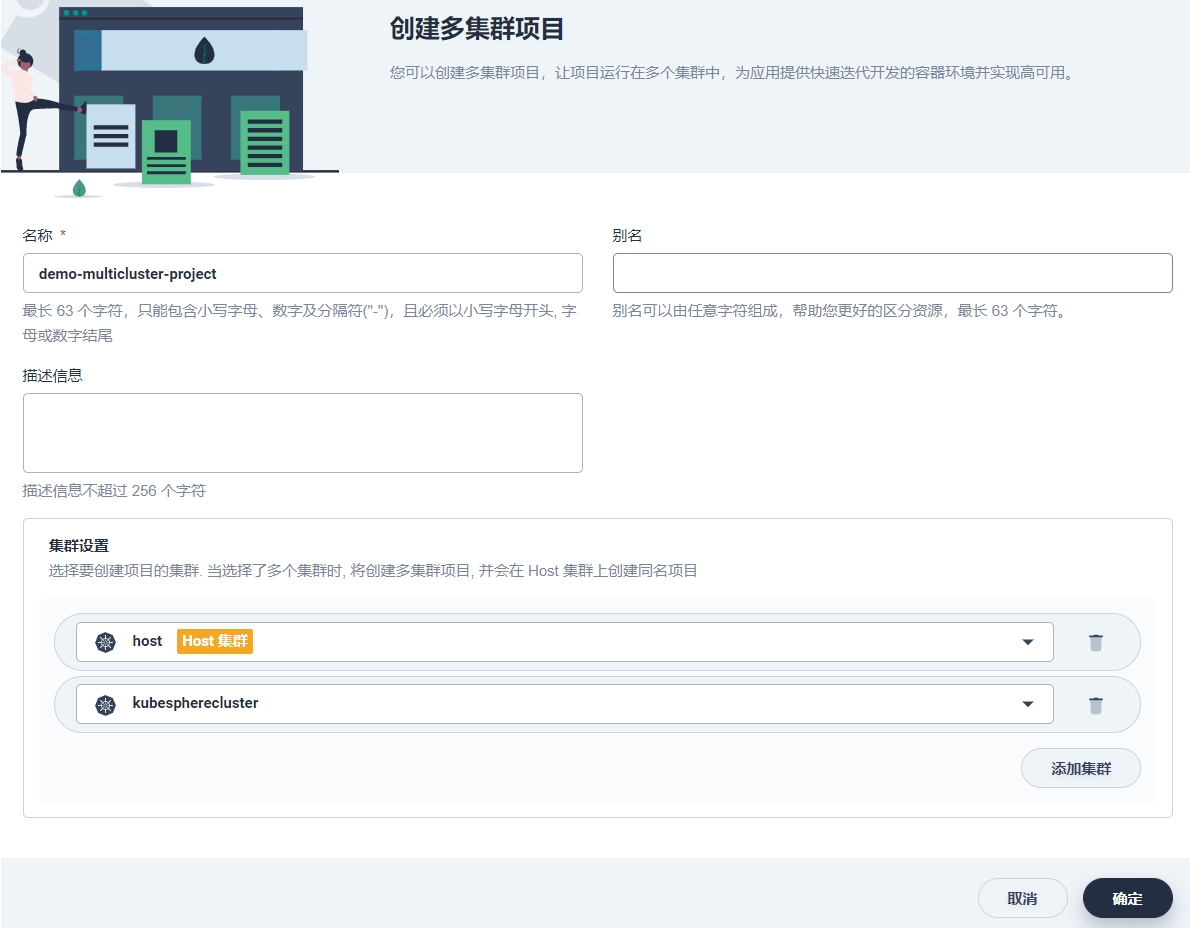 创建多集群项目
您可以创建多集群项目，让项目运行在多个集群中，为应用提供快速迭代开发的容器环境并实现高可用。
名称 *
demo-multicluster-project
最长 63 个字符，只能包含小写字母、数字及分隔符("-")，且必须以小写字母开头, 字
母或数字结尾
别名
别名可以由任意字符组成，帮助您更好的区分资源，最长 63 个字符。
描述信息
描述信息不超过 256 个字符
集群设置
选择要创建项目的集群. 当选择了多个集群时, 将创建多集群项目, 并会在 Host 集群上创建同名项目
host Host 集群
kubespherecluster
添加集群
取消 确定